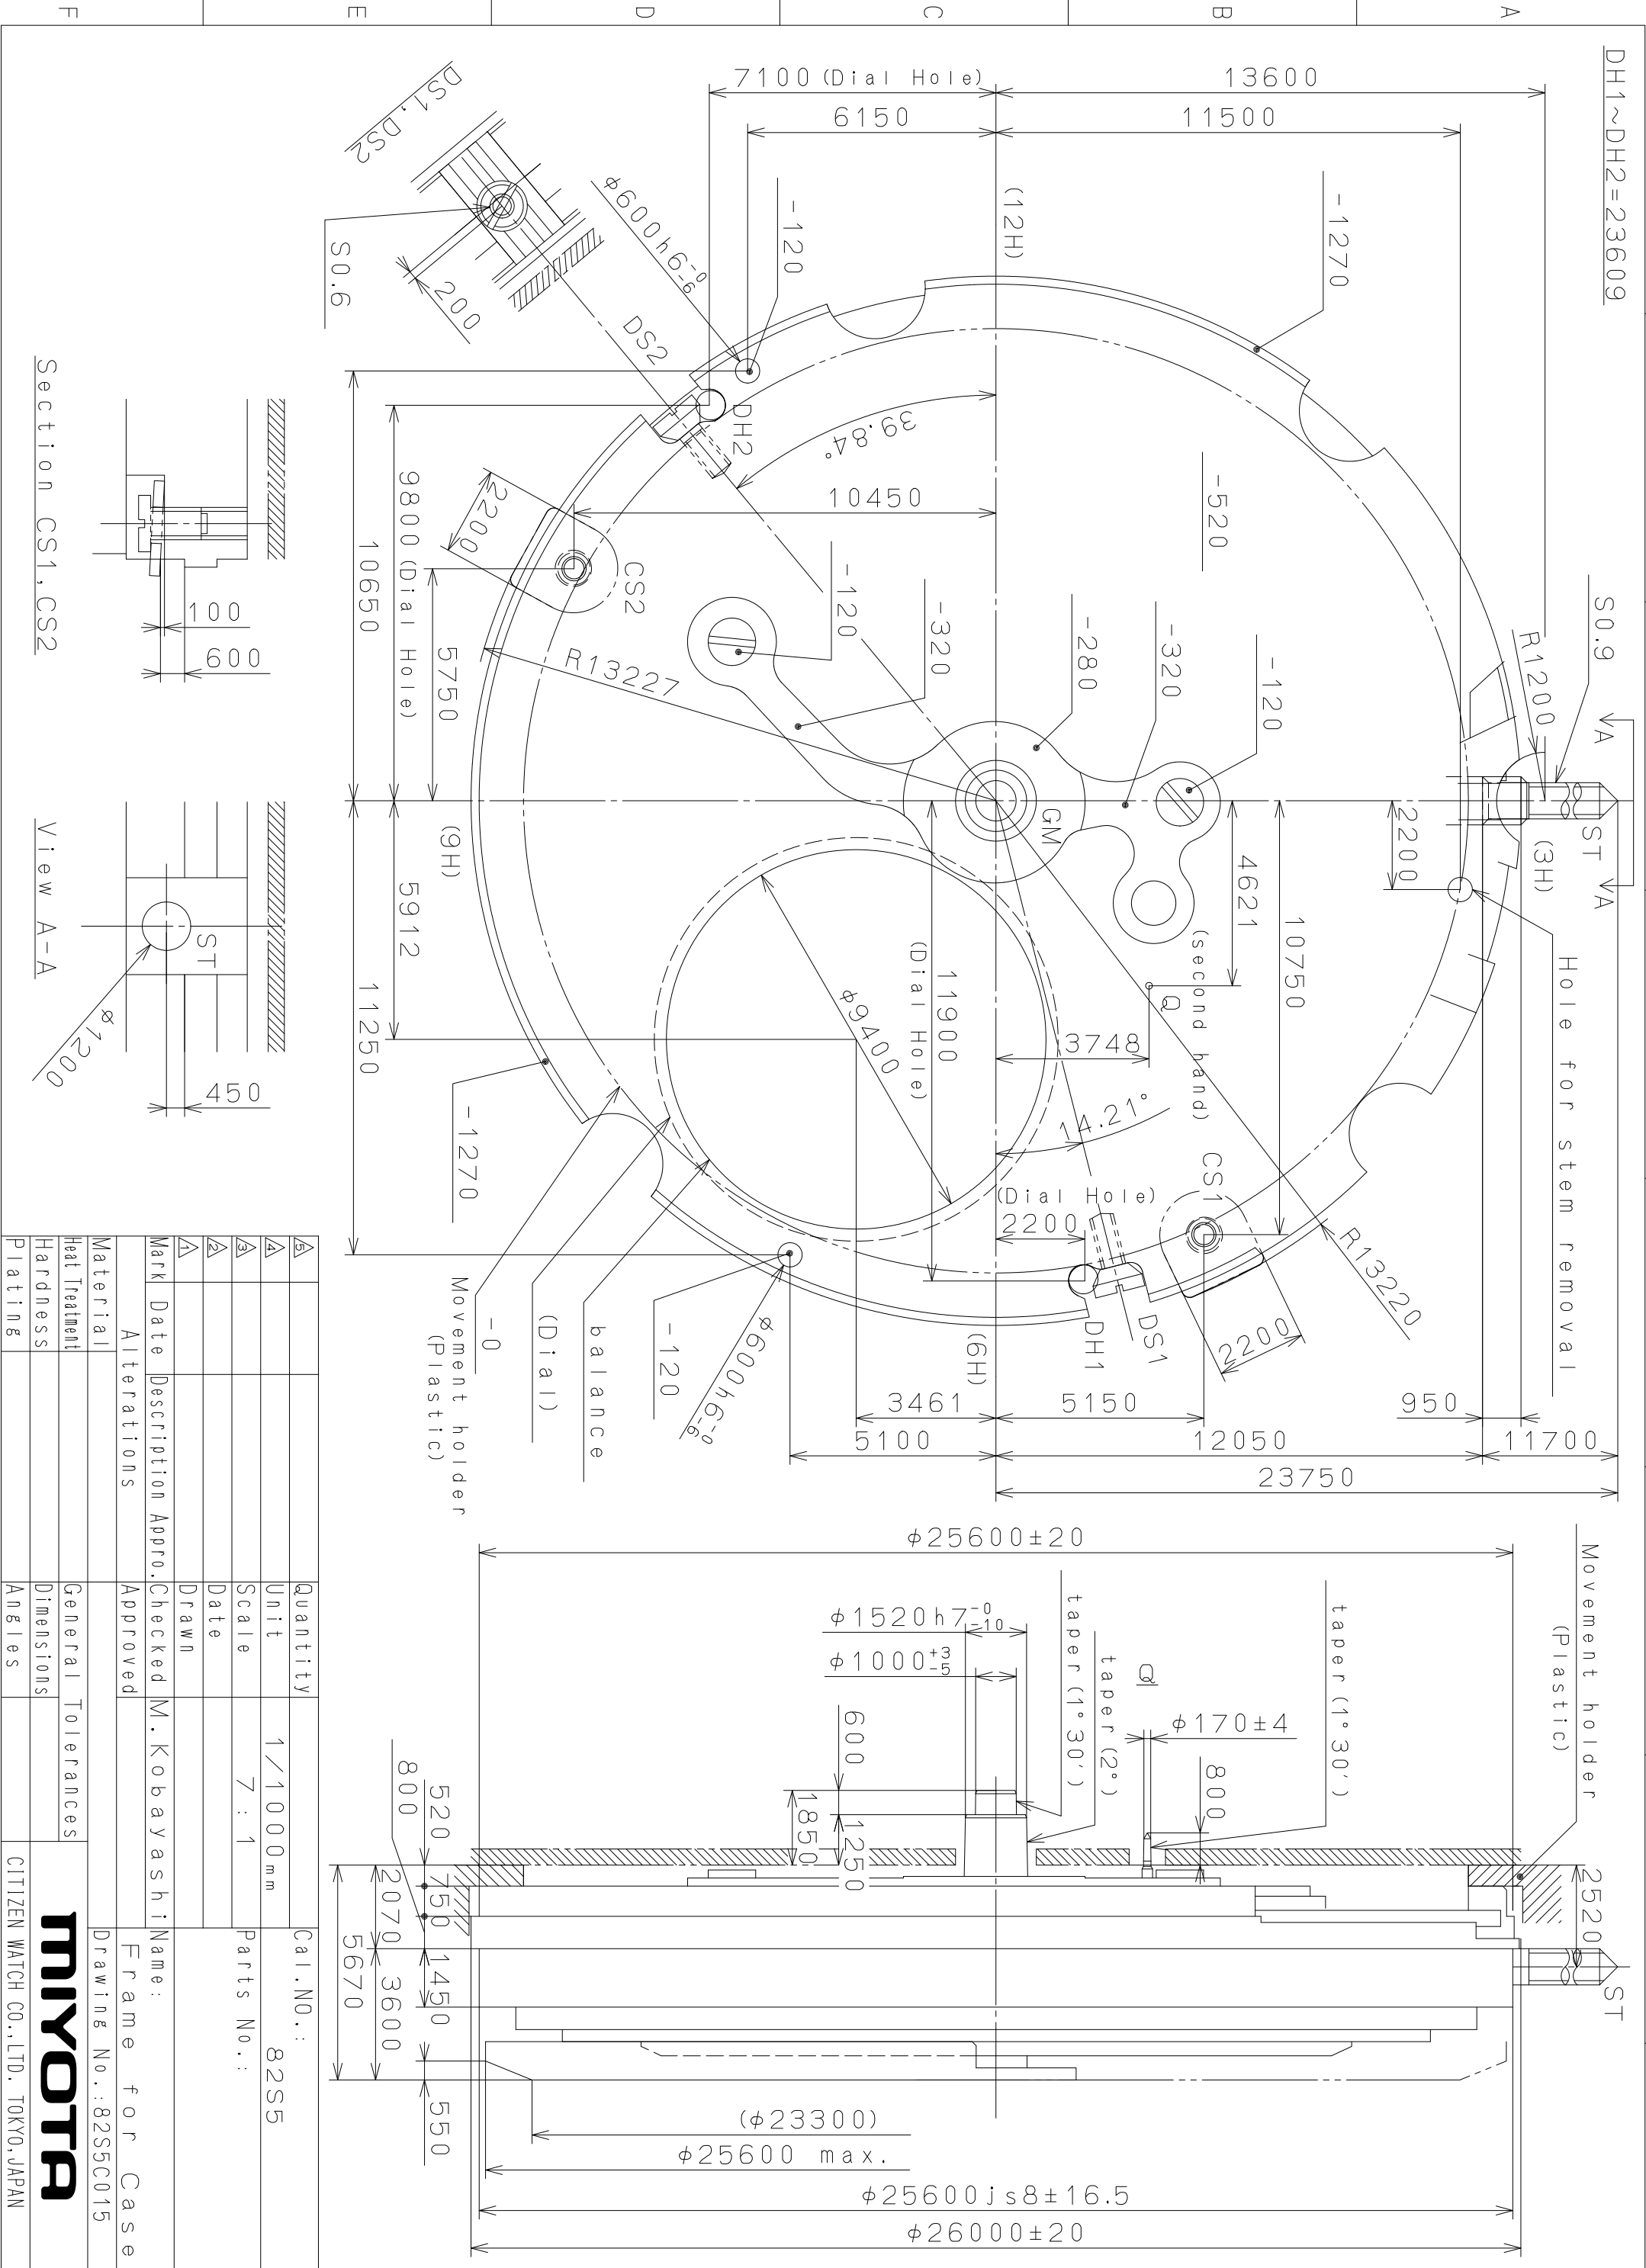 F
E
D
C
B
A
DH1~DH2=23609
7100 (Dial Hole)
13600
6150
11500
DS1, DS2
φ600h6 -0 -6
-120
(12H)
-1270
S0.6
200
DS2
DH2
39.84°
-520
10450
S0.9
R1200
A
A
ST
(3H)
2200
Hole for stem removal
9800 (Dial Hole)
10650
2200
CS2
5750
R13227
-120
-320
-280
-320
-120
GM
4621
(second hand)
10750
Q
3748
11900
(Dial Hole)
φ9400
14.21°
CS1
(Dial Hole)
2200
R13220
2200
DS1
DH1
(9H)
5912
11250
-1270
(6H)
-120
φ600h6 -0 -6
balance
(Dial)
-0
Movement holder
(Plastic)
3461
5150
950
5100
12050
11700
23750
Section CS1, CS2
100
600
View A-A
ST
φ1200
450
φ25600±20
Movement holder
(Plastic)
φ1520h7 -0 -10
φ1000 +3 -5
taper(1°30')
taper(2°)
Q
φ170±4
taper(1°30')
600
1850
1250
800
2520
ST
800
520
750
1450
550
2070
3600
5670
(φ23300)
φ25600 max.
φ25600js8±16.5
φ26000±20
5
4
3
2
1
Mark Date Description Appro.
Alterations
Material
Heat Treatment
Hardness
Plating
Quantity
Unit 1/1000mm
Scale 7:1
Date
Drawn
Checked M. Kobayashi
Approved
General Tolerances
Dimensions
Angles
Cal.NO.:
82S5
Parts No.:
Name:
Frame for Case
Drawing No.:82S5C015
MIYOTA
CITIZEN WATCH CO.,LTD. TOKYO,JAPAN